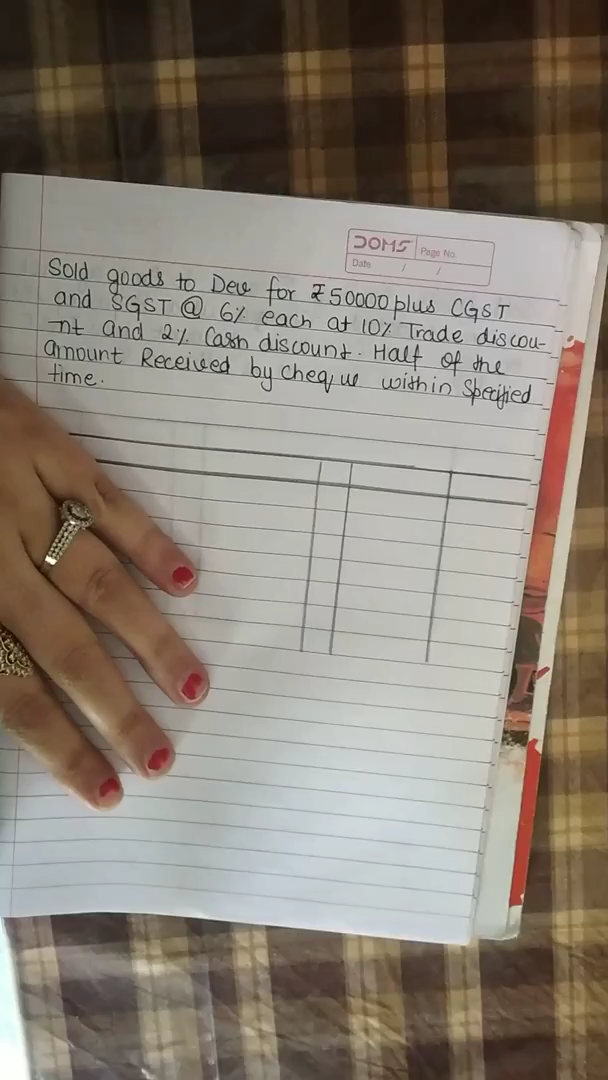 DOMS Page No.
Date / /
Sold goods to Dev for ₹50000 plus CGST
and SGST @ 6% each at 10% Trade discou-
nt and 2% Cash discount. Half of the
amount Received by cheque within Specified
time.